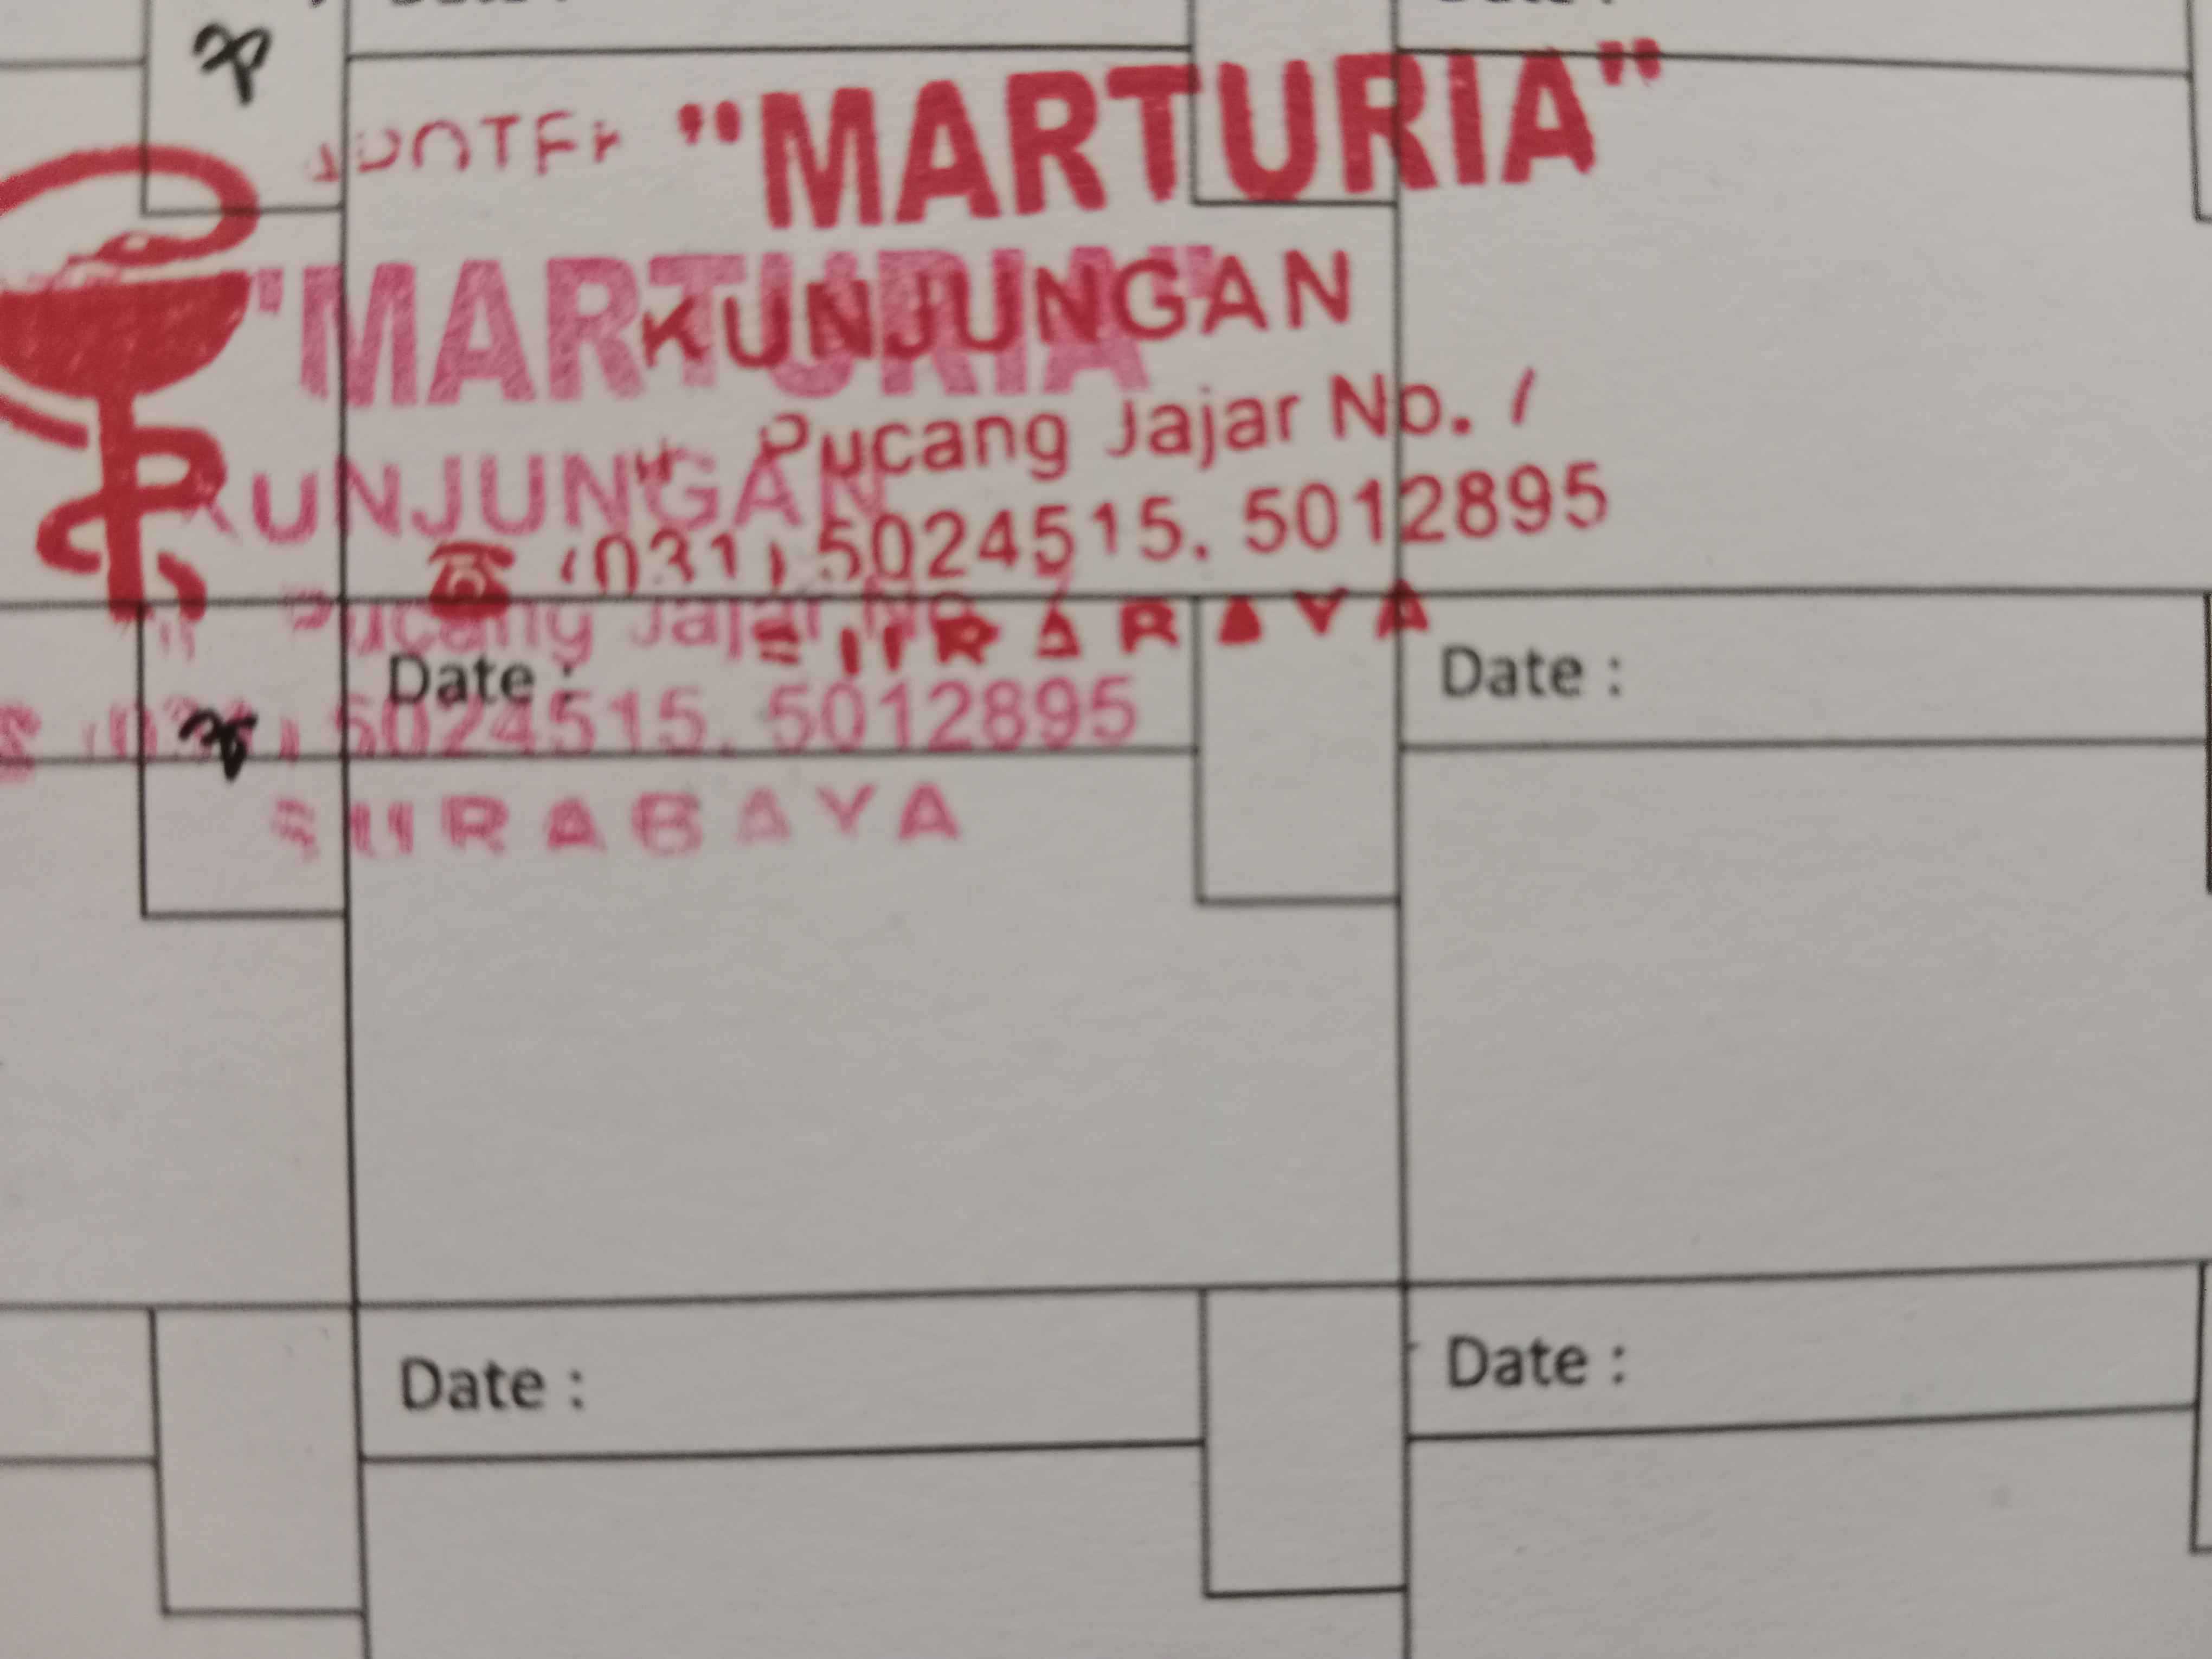 "MARTURIA"
KUNJUNGAN
Pucang Jajar No.
☎ (031) 5024515. 5012895
SURABAYA
"MARTURIA"
KUNJUNGAN
Pucang Jajar No.
(031) 5024515. 5012895
SURABAYA
Date :
Date :
Date :
Date :